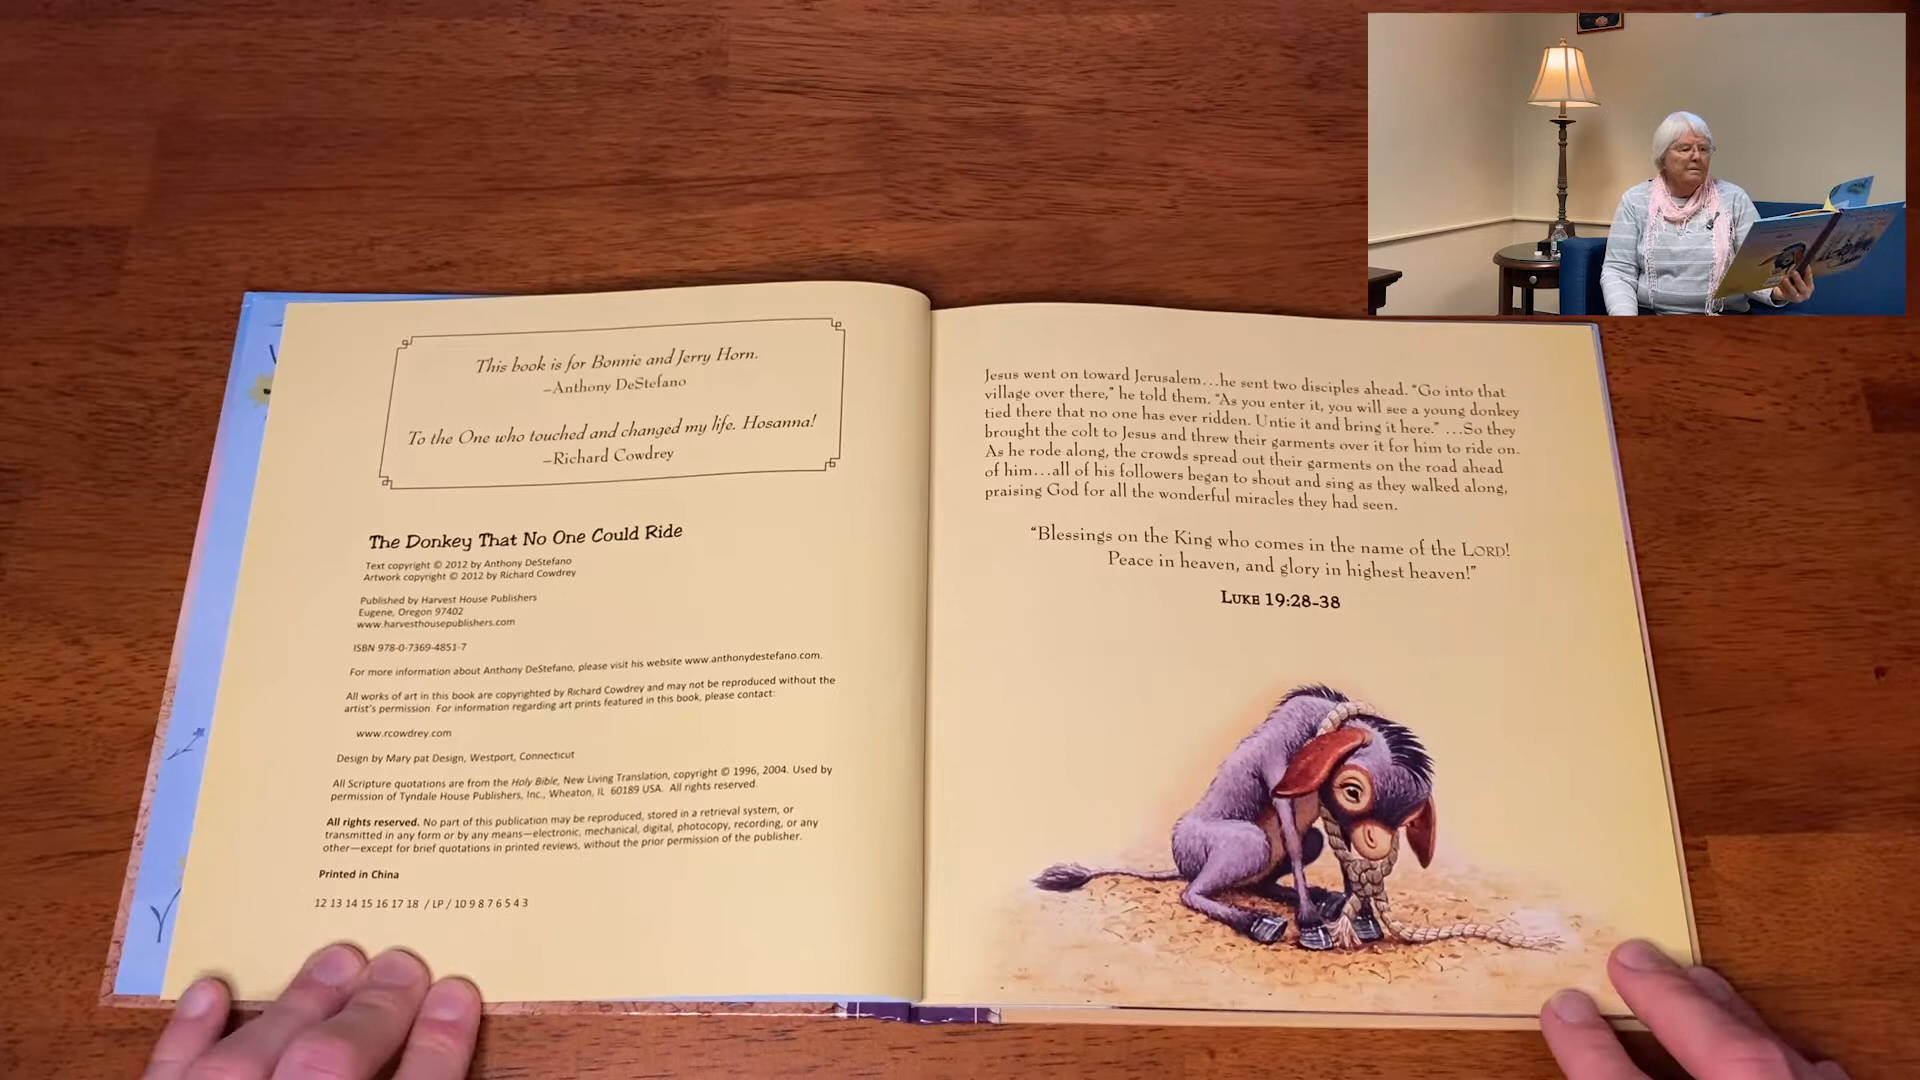 This book is for Bonnie and Jerry Horn.
–Anthony DeStefano
To the One who touched and changed my life. Hosanna!
–Richard Cowdrey
The Donkey That No One Could Ride
Text copyright © 2012 by Anthony DeStefano
Artwork copyright © 2012 by Richard Cowdrey
Published by Harvest House Publishers
Eugene, Oregon 97402
www.harvesthousepublishers.com
ISBN 978-0-7369-4851-7
For more information about Anthony DeStefano, please visit his website www.anthonydestefano.com.
All works of art in this book are copyrighted by Richard Cowdrey and may not be reproduced without the
artist's permission. For information regarding art prints featured in this book, please contact:
www.rcowdrey.com
Design by Mary pat Design, Westport, Connecticut
All Scripture quotations are from the Holy Bible, New Living Translation, copyright © 1996, 2004. Used by
permission of Tyndale House Publishers, Inc., Wheaton, IL 60189 USA. All rights reserved.
All rights reserved. No part of this publication may be reproduced, stored in a retrieval system, or
transmitted in any form or by any means—electronic, mechanical, digital, photocopy, recording, or any
other—except for brief quotations in printed reviews, without the prior permission of the publisher.
Printed in China
12 13 14 15 16 17 18 / LP / 10 9 8 7 6 5 4 3
Jesus went on toward Jerusalem…he sent two disciples ahead. “Go into that
village over there,” he told them. “As you enter it, you will see a young donkey
tied there that no one has ever ridden. Untie it and bring it here.” …So they
brought the colt to Jesus and threw their garments over it for him to ride on.
As he rode along, the crowds spread out their garments on the road ahead
of him…all of his followers began to shout and sing as they walked along,
praising God for all the wonderful miracles they had seen.
“Blessings on the King who comes in the name of the LORD!
Peace in heaven, and glory in highest heaven!”
LUKE 19:28-38